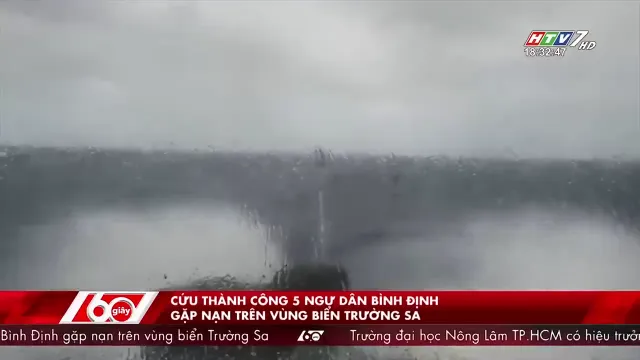 HTV7 HD
18:32:47
60 giây
CỨU THÀNH CÔNG 5 NGƯ DÂN BÌNH ĐỊNH
GẶP NẠN TRÊN VÙNG BIỂN TRƯỜNG SA
Bình Định gặp nạn trên vùng biển Trường Sa 60 Trường đại học Nông Lâm TP.HCM có hiệu trưở